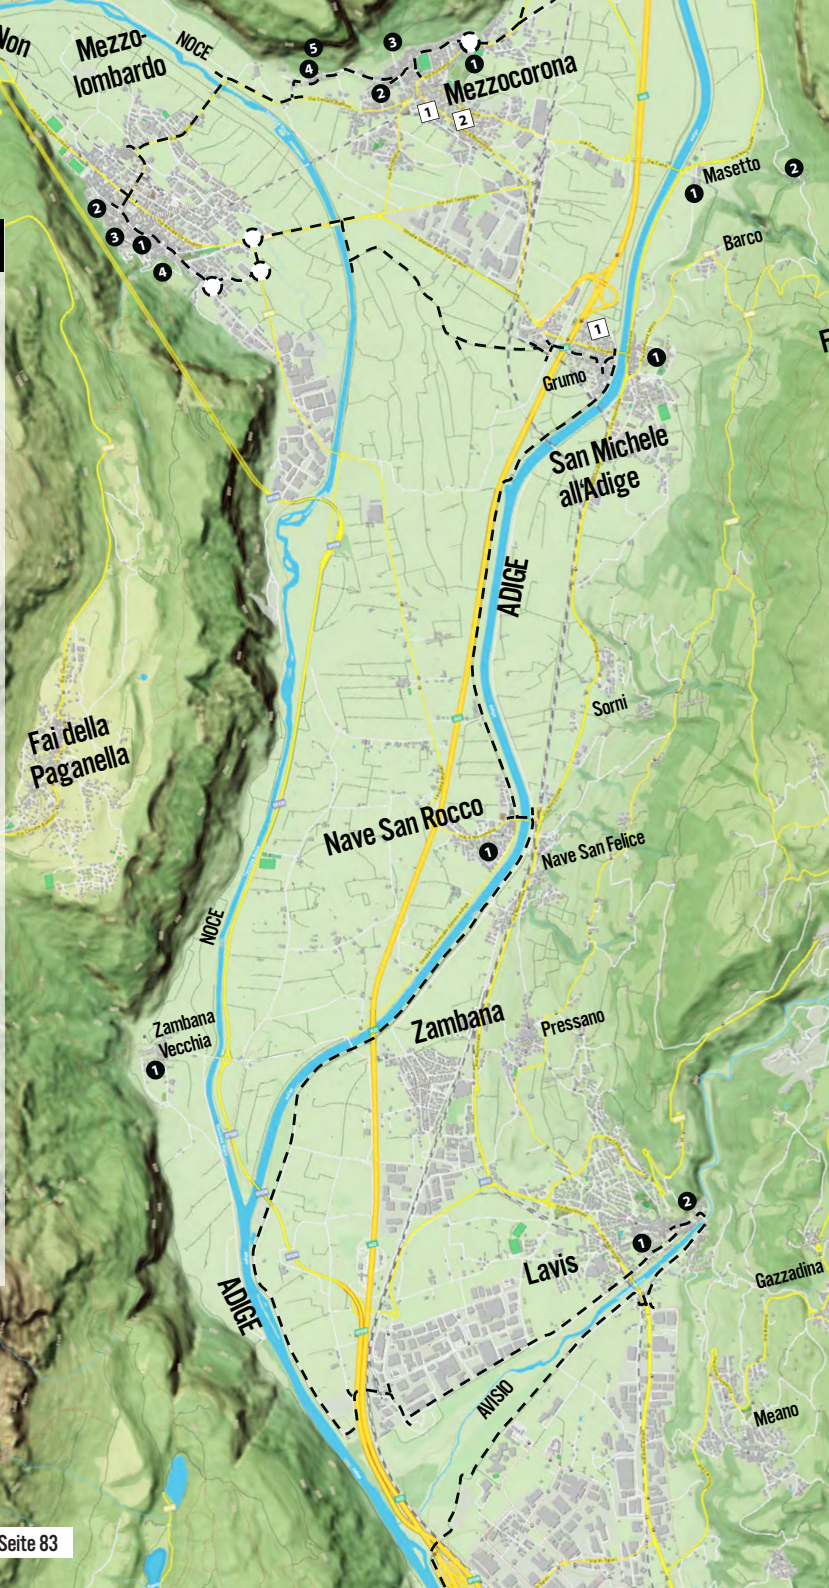 Non
Mezzo-
lombardo
NOCE
5
4
3
2
1
Mezzocorona
1
2
Masetto
1
2
Barco
2
3
1
4
1
Grumo
1
San Michele
all'Adige
ADIGE
Sorni
Fai della
Paganella
Nave San Rocco
1
Nave San Felice
NOCE
Zambana
Vecchia
1
Zambana
Pressano
2
1
Lavis
Gazzadina
ADIGE
AVISIO
Meano
Seite 83